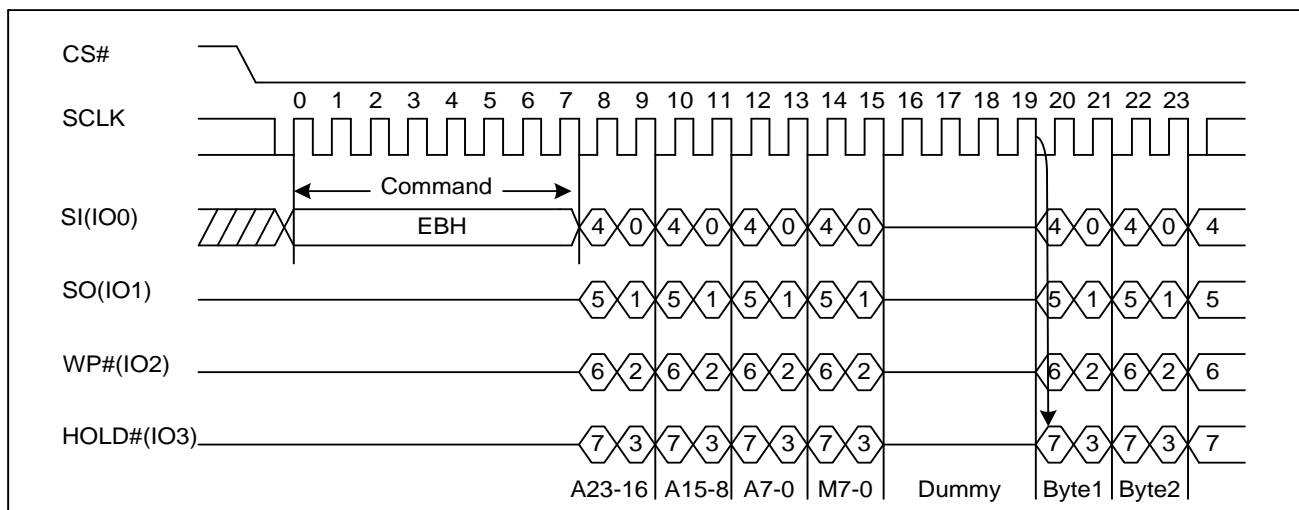 CS#
0 1 2 3 4 5 6 7 8 9 10 11 12 13 14 15 16 17 18 19 20 21 22 23
SCLK
Command
SI(IO0) EBH 4 0 4 0 4 0 4 0 4 0 4 0 4
SO(IO1) 5 1 5 1 5 1 5 1 5 1 5 1 5
WP#(IO2) 6 2 6 2 6 2 6 2 6 2 6 2 6
HOLD#(IO3) 7 3 7 3 7 3 7 3 7 3 7 3 7
A23-16 A15-8 A7-0 M7-0 Dummy Byte1 Byte2